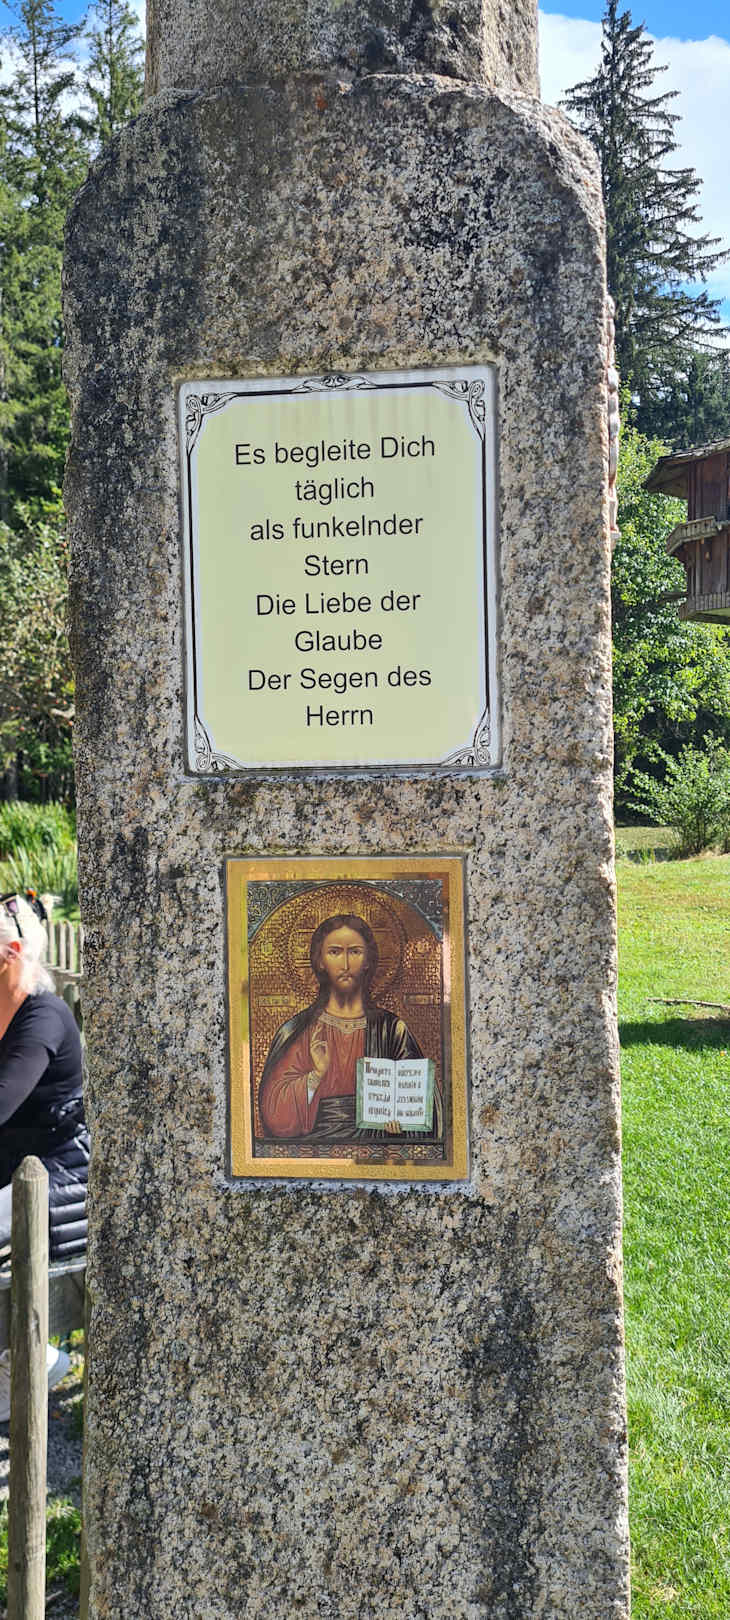 Es begleite Dich
täglich
als funkelnder
Stern
Die Liebe der
Glaube
Der Segen des
Herrn